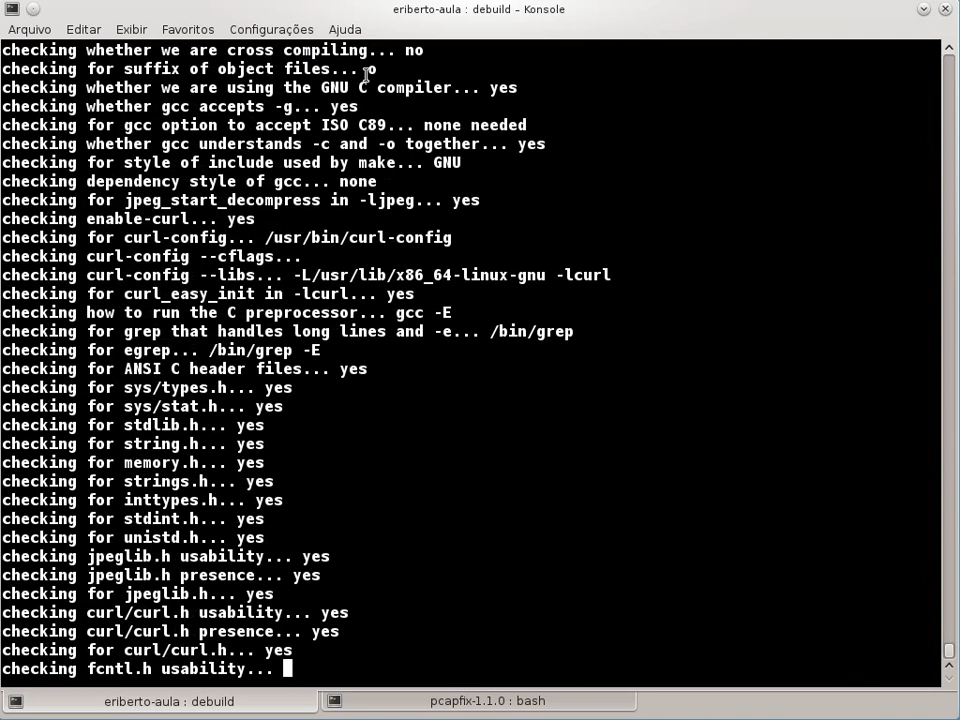 eriberto-aula : debuild – Konsole
Arquivo Editar Exibir Favoritos Configurações Ajuda
checking whether we are cross compiling... no
checking for suffix of object files... o
checking whether we are using the GNU C compiler... yes
checking whether gcc accepts -g... yes
checking for gcc option to accept ISO C89... none needed
checking whether gcc understands -c and -o together... yes
checking for style of include used by make... GNU
checking dependency style of gcc... none
checking for jpeg_start_decompress in -ljpeg... yes
checking enable-curl... yes
checking for curl-config... /usr/bin/curl-config
checking curl-config --cflags...
checking curl-config --libs... -L/usr/lib/x86_64-linux-gnu -lcurl
checking for curl_easy_init in -lcurl... yes
checking how to run the C preprocessor... gcc -E
checking for grep that handles long lines and -e... /bin/grep
checking for egrep... /bin/grep -E
checking for ANSI C header files... yes
checking for sys/types.h... yes
checking for sys/stat.h... yes
checking for stdlib.h... yes
checking for string.h... yes
checking for memory.h... yes
checking for strings.h... yes
checking for inttypes.h... yes
checking for stdint.h... yes
checking for unistd.h... yes
checking jpeglib.h usability... yes
checking jpeglib.h presence... yes
checking for jpeglib.h... yes
checking curl/curl.h usability... yes
checking curl/curl.h presence... yes
checking for curl/curl.h... yes
checking fcntl.h usability...
eriberto-aula : debuild
pcapfix-1.1.0 : bash